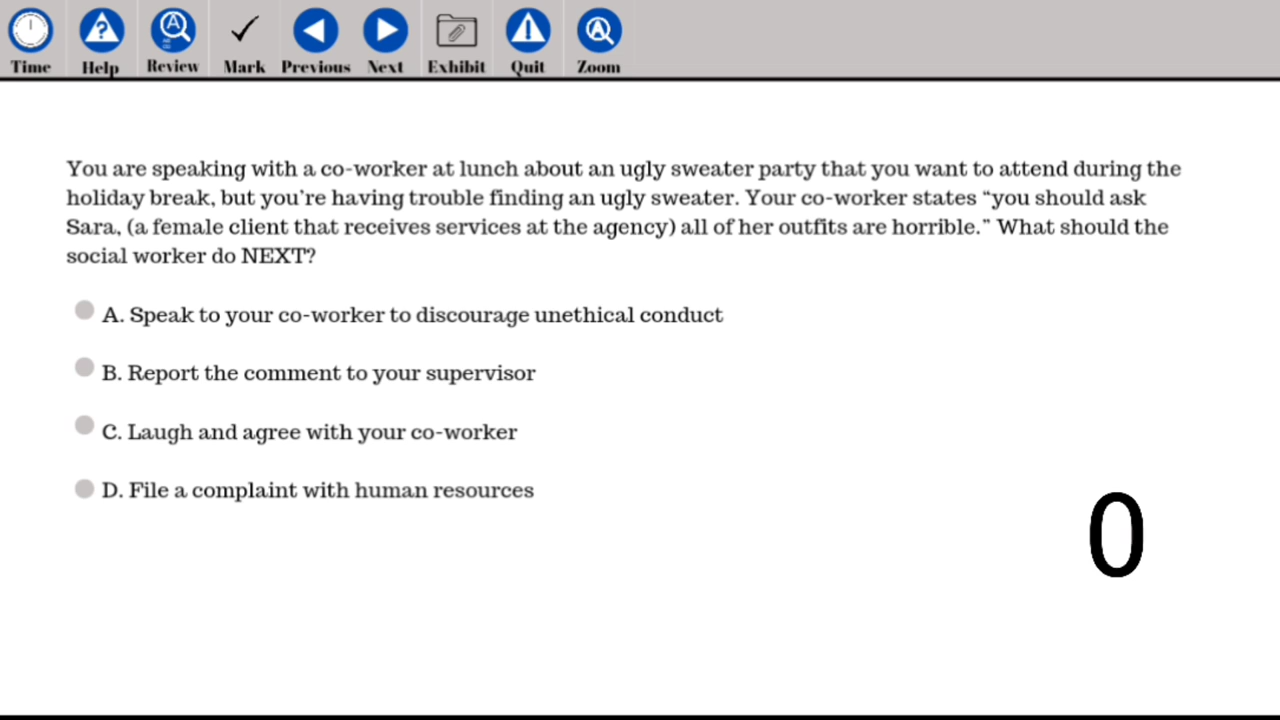 Time Help Review Mark Previous Next Exhibit Quit Zoom
You are speaking with a co-worker at lunch about an ugly sweater party that you want to attend during the
holiday break, but you're having trouble finding an ugly sweater. Your co-worker states “you should ask
Sara, (a female client that receives services at the agency) all of her outfits are horrible.” What should the
social worker do NEXT?
A. Speak to your co-worker to discourage unethical conduct
B. Report the comment to your supervisor
C. Laugh and agree with your co-worker
D. File a complaint with human resources
0